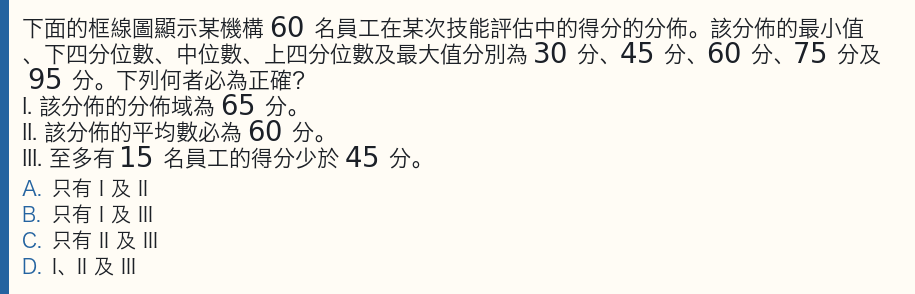 下面的框線圖顯示某機構 60 名員工在某次技能評估中的得分的分佈。該分佈的最小值
、下四分位數、中位數、上四分位數及最大值分別為 30 分、45 分、60 分、75 分及
95 分。下列何者必為正確?
I. 該分佈的分佈域為 65 分。
II. 該分佈的平均數必為 60 分。
III. 至多有 15 名員工的得分少於 45 分。
A. 只有 I 及 II
B. 只有 I 及 III
C. 只有 II 及 III
D. I、II 及 III